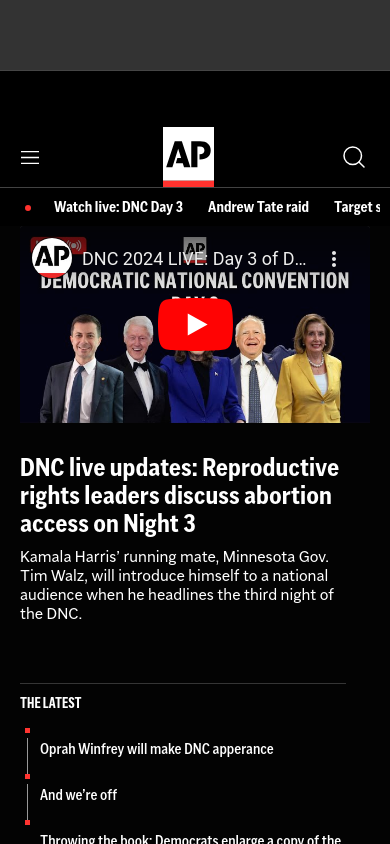 AP
Watch live: DNC Day 3 Andrew Tate raid Target s
AP DNC 2024 LIVE: Day 3 of D...
AP
DEMOCRATIC NATIONAL CONVENTION
DNC live updates: Reproductive
rights leaders discuss abortion
access on Night 3
Kamala Harris’ running mate, Minnesota Gov.
Tim Walz, will introduce himself to a national
audience when he headlines the third night of
the DNC.
THE LATEST
Oprah Winfrey will make DNC apperance
And we’re off
Throwing the book: Democrats enlarge a copy of the